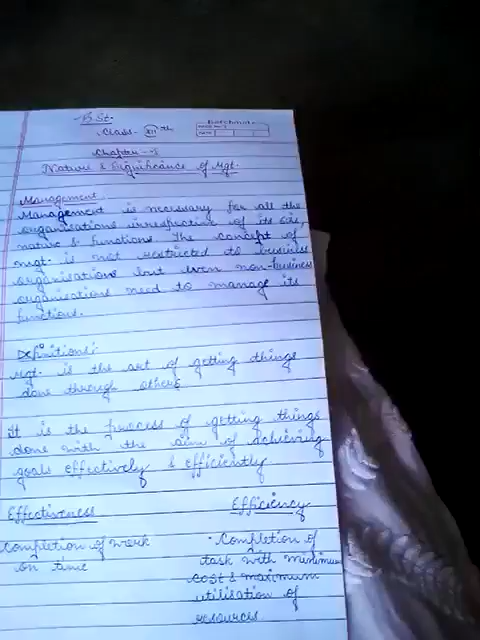 B.St.
Class- XII th
Chapter-1
Nature & Significance of Mgt.
Management
Management is necessary for all the
organisations irrespective of its size,
nature & functions. The concept of
mgt. is not restricted to business
organisations but even non-business
organisations need to manage its
functions.
Definitions:
Mgt. is the art of getting things
done through others
It is the process of getting things
done with the aim of achieving
goals effectively & efficiently.
Effectiveness
Efficiency
Completion of work
on time
• Completion of
task with minimum
cost & maximum
utilisation of
resources